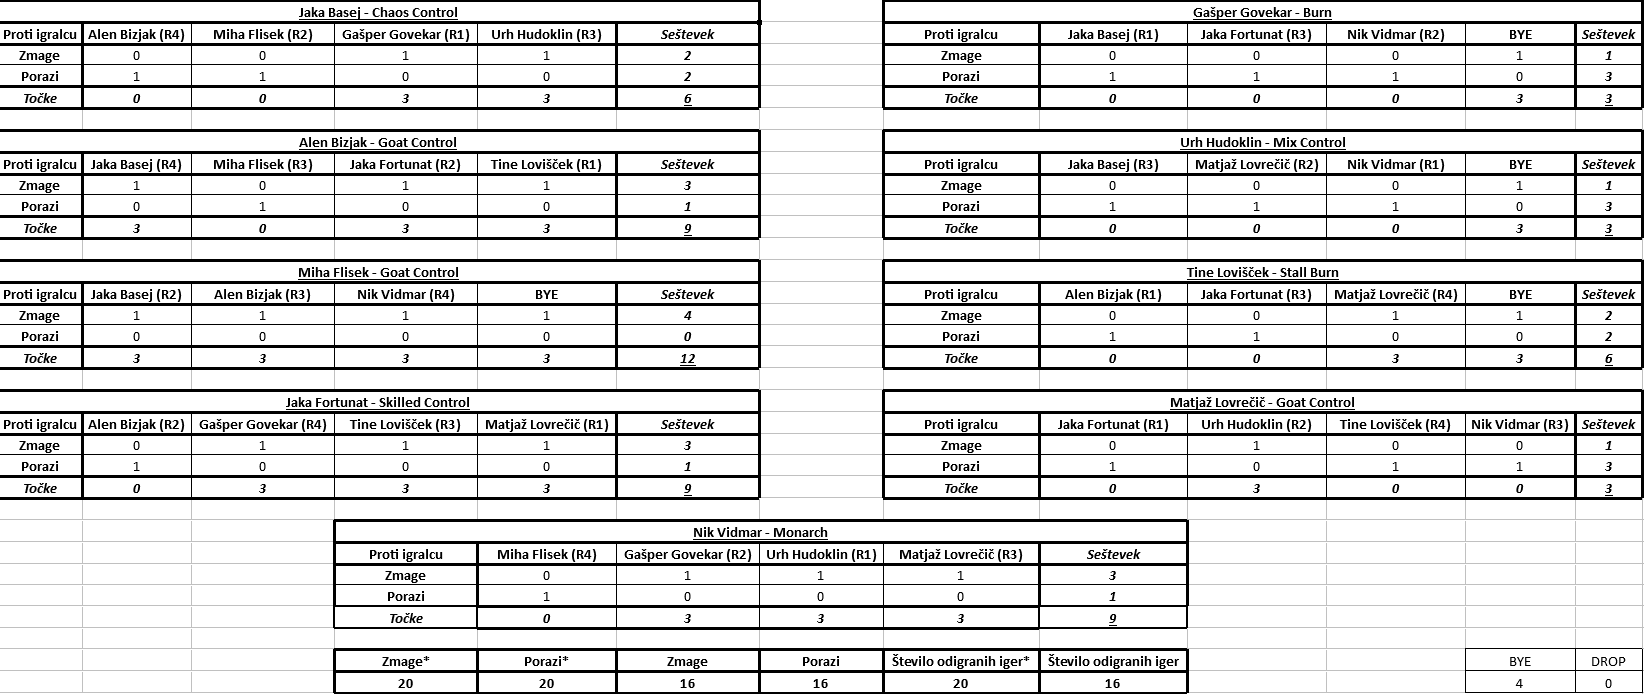 Jaka Basej - Chaos Control
Proti igralcu Alen Bizjak (R4) Miha Flisek (R2) Gašper Govekar (R1) Urh Hudoklin (R3) Seštevek
Zmage 0 0 1 1 2
Porazi 1 1 0 0 2
Točke 0 0 3 3 6
Gašper Govekar - Burn
Proti igralcu Jaka Basej (R1) Jaka Fortunat (R3) Nik Vidmar (R2) BYE Seštevek
Zmage 0 0 0 1 1
Porazi 1 1 1 0 3
Točke 0 0 0 3 3
Alen Bizjak - Goat Control
Proti igralcu Jaka Basej (R4) Miha Flisek (R3) Jaka Fortunat (R2) Tine Lovišček (R1) Seštevek
Zmage 1 0 1 1 3
Porazi 0 1 0 0 1
Točke 3 0 3 3 9
Urh Hudoklin - Mix Control
Proti igralcu Jaka Basej (R3) Matjaž Lovrečič (R2) Nik Vidmar (R1) BYE Seštevek
Zmage 0 0 0 1 1
Porazi 1 1 1 0 3
Točke 0 0 0 3 3
Miha Flisek - Goat Control
Proti igralcu Jaka Basej (R2) Alen Bizjak (R3) Nik Vidmar (R4) BYE Seštevek
Zmage 1 1 1 1 4
Porazi 0 0 0 0 0
Točke 3 3 3 3 12
Tine Lovišček - Stall Burn
Proti igralcu Alen Bizjak (R1) Jaka Fortunat (R3) Matjaž Lovrečič (R4) BYE Seštevek
Zmage 0 0 1 1 2
Porazi 1 1 0 0 2
Točke 0 0 3 3 6
Jaka Fortunat - Skilled Control
Proti igralcu Alen Bizjak (R2) Gašper Govekar (R4) Tine Lovišček (R3) Matjaž Lovrečič (R1) Seštevek
Zmage 0 1 1 1 3
Porazi 1 0 0 0 1
Točke 0 3 3 3 9
Matjaž Lovrečič - Goat Control
Proti igralcu Jaka Fortunat (R1) Urh Hudoklin (R2) Tine Lovišček (R4) Nik Vidmar (R3) Seštevek
Zmage 0 1 0 0 1
Porazi 1 0 1 1 3
Točke 0 3 0 0 3
Nik Vidmar - Monarch
Proti igralcu Miha Flisek (R4) Gašper Govekar (R2) Urh Hudoklin (R1) Matjaž Lovrečič (R3) Seštevek
Zmage 0 1 1 1 3
Porazi 1 0 0 0 1
Točke 0 3 3 3 9
Zmage* Porazi* Zmage Porazi Število odigranih iger* Število odigranih iger
20 20 16 16 20 16
BYE DROP
4 0